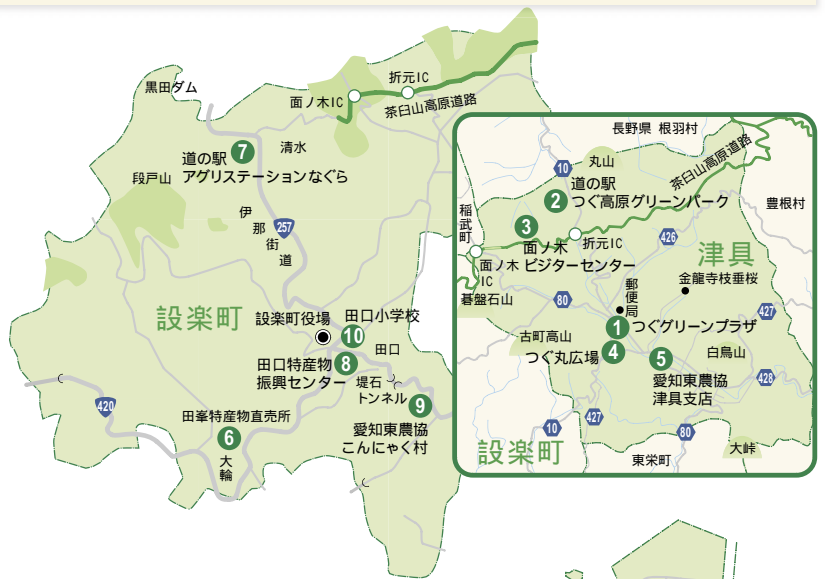 黒田ダム
折元IC
面ノ木IC
茶臼山高原道路
清水
7
道の駅
アグリステーションなぐら
段戸山
伊那街道
257
設楽町
設楽町役場
田口小学校
10
田口
8
田口特産物
振興センター
堤石
トンネル
9
愛知東農協
こんにゃく村
420
田峯特産物直売所
6
大輪
長野県 根羽村
茶臼山高原道路
10
丸山
2
道の駅
つぐ高原グリーンパーク
豊根村
稲武町
3
面ノ木
ビジターセンター
折元IC
426
津具
面ノ木
IC
金龍寺枝垂桜
碁盤石山
80
郵便局
427
1
つぐグリーンプラザ
古町高山
つぐ丸広場
4
5
白鳥山
愛知東農協
津具支店
428
427
10
80
設楽町
東栄町
大峠